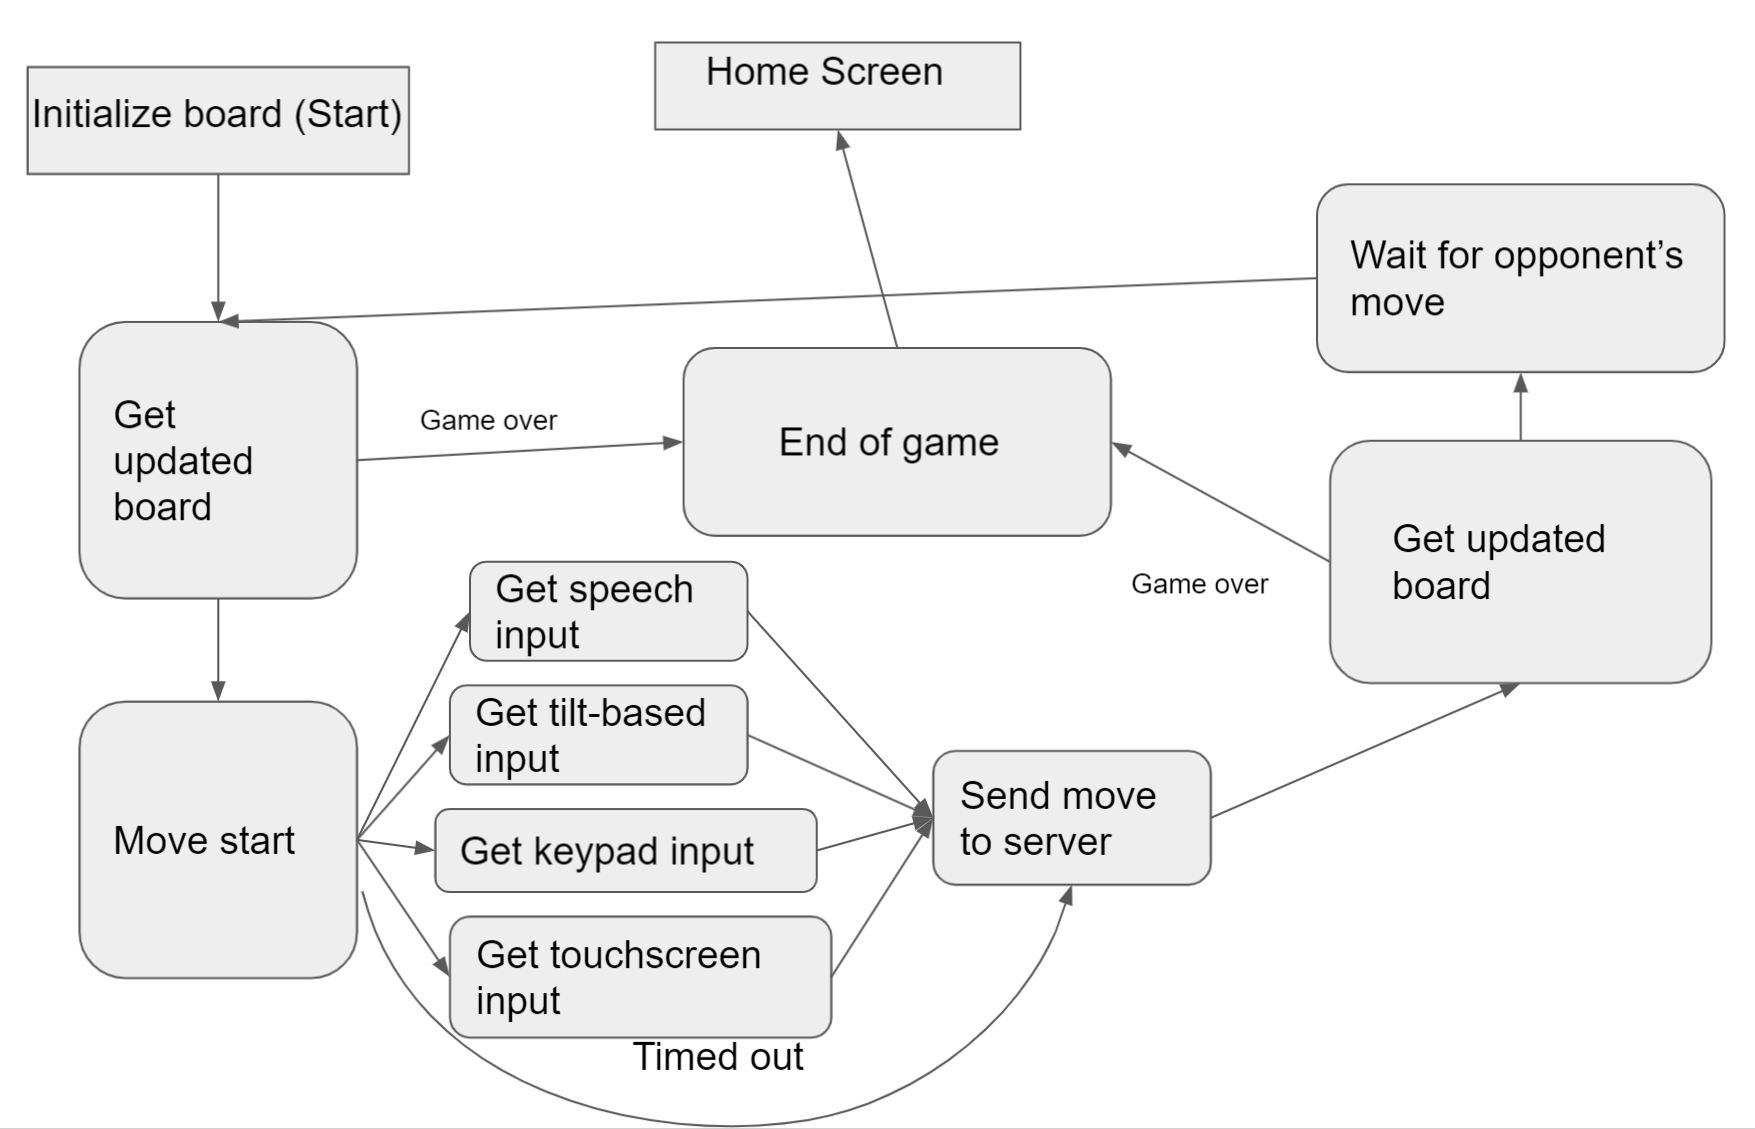 Home Screen
Initialize board (Start)
Wait for opponent’s
move
Get
updated
board
Game over
End of game
Get updated
board
Game over
Get speech
input
Get tilt-based
input
Move start
Get keypad input
Send move
to server
Get touchscreen
input
Timed out